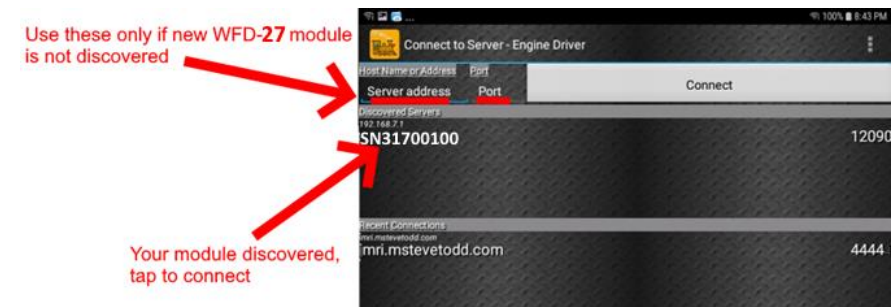 Use these only if new WFD-27 module
is not discovered
...
100% 8:43 PM
Connect to Server - Engine Driver
Host Name or Address Port
Server address Port
Connect
Discovered Servers
192.168.7.1
SN31700100 12090
Your module discovered,
tap to connect
Recent Connections
jmri.mstevetodd.com
jmri.mstevetodd.com 4444